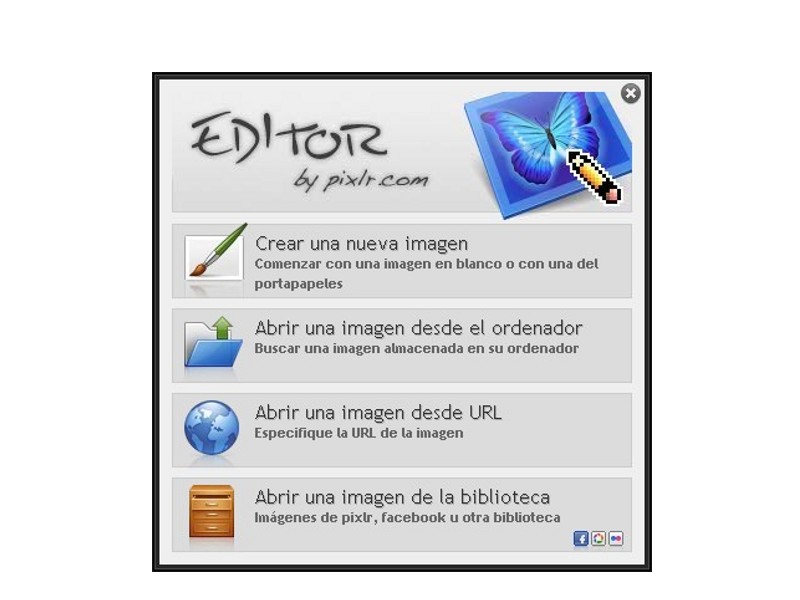 EDITOR
by pixlr.com
Crear una nueva imagen
Comenzar con una imagen en blanco o con una del
portapapeles
Abrir una imagen desde el ordenador
Buscar una imagen almacenada en su ordenador
Abrir una imagen desde URL
Especifique la URL de la imagen
Abrir una imagen de la biblioteca
Imágenes de pixlr, facebook u otra biblioteca